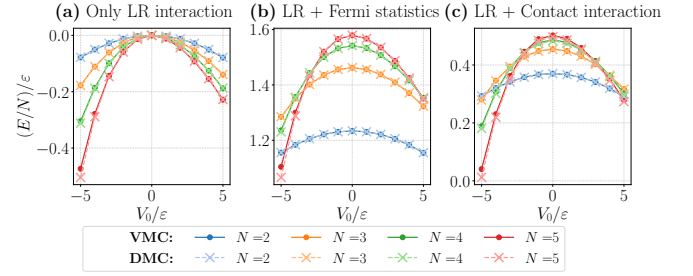 (a) Only LR interaction
(b) LR + Fermi statistics
(c) LR + Contact interaction
(E/N)/ε
0.0
−0.2
−0.4
1.6
1.4
1.2
0.4
0.2
0.0
−5 0 5
−5 0 5
−5 0 5
V₀/ε
V₀/ε
V₀/ε
VMC: N =2 N =3 N =4 N =5
DMC: N =2 N =3 N =4 N =5